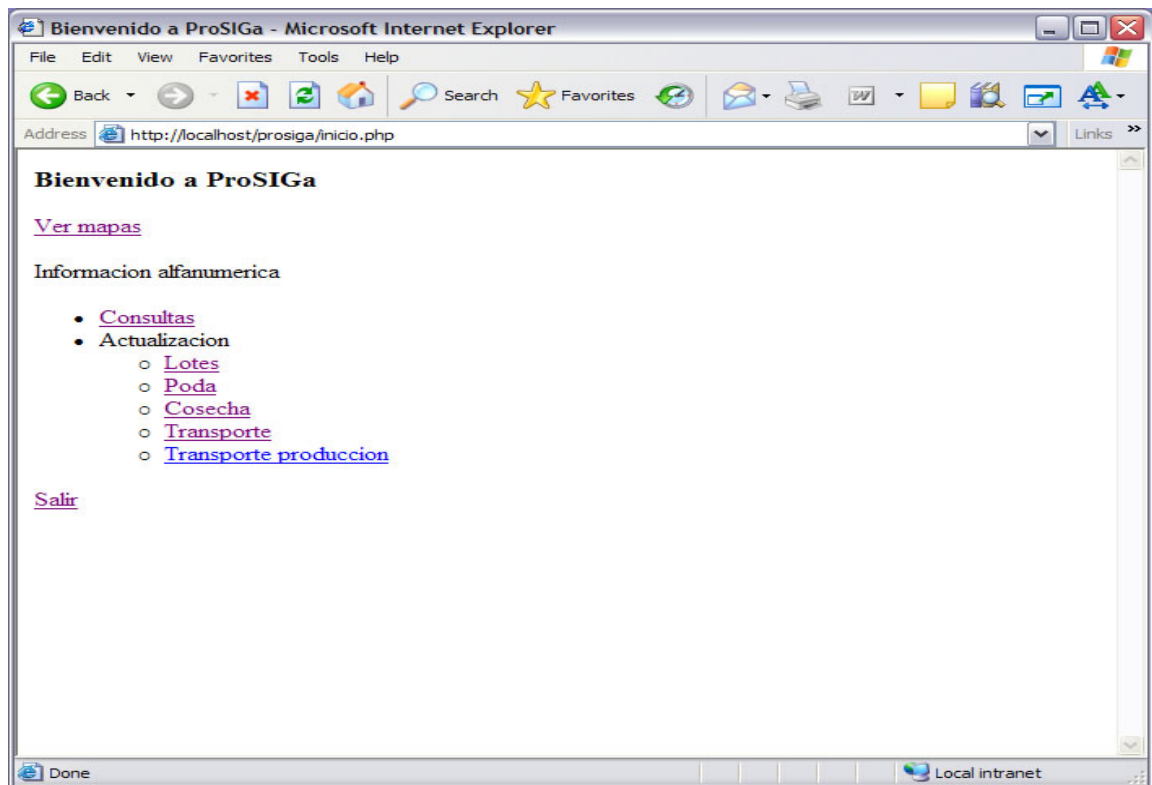 Bienvenido a ProSIGa - Microsoft Internet Explorer
File Edit View Favorites Tools Help
Back Search Favorites
Address http://localhost/prosiga/inicio.php Links »
Bienvenido a ProSIGa
Ver mapas
Informacion alfanumerica
Consultas
Actualizacion
Lotes
Poda
Cosecha
Transporte
Transporte produccion
Salir
Done Local intranet